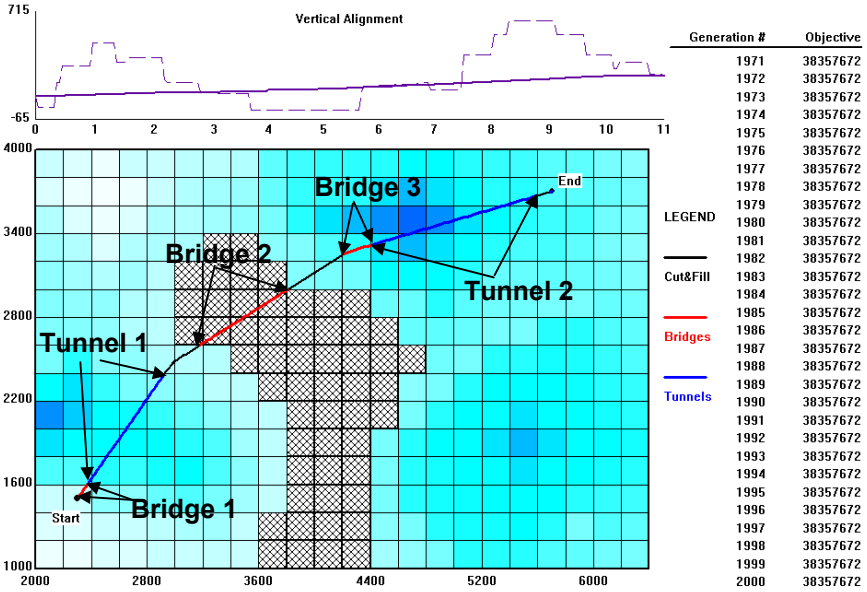 715
Vertical Alignment
-65
0 1 2 3 4 5 6 7 8 9 10 11
4000
3400
2800
2200
1600
1000
2000 2800 3600 4400 5200 6000
End
Bridge 3
Bridge 2
Tunnel 2
Tunnel 1
Bridge 1
Start
LEGEND
Cut&Fill
Bridges
Tunnels
Generation # Objective
1971 38357672
1972 38357672
1973 38357672
1974 38357672
1975 38357672
1976 38357672
1977 38357672
1978 38357672
1979 38357672
1980 38357672
1981 38357672
1982 38357672
1983 38357672
1984 38357672
1985 38357672
1986 38357672
1987 38357672
1988 38357672
1989 38357672
1990 38357672
1991 38357672
1992 38357672
1993 38357672
1994 38357672
1995 38357672
1996 38357672
1997 38357672
1998 38357672
1999 38357672
2000 38357672